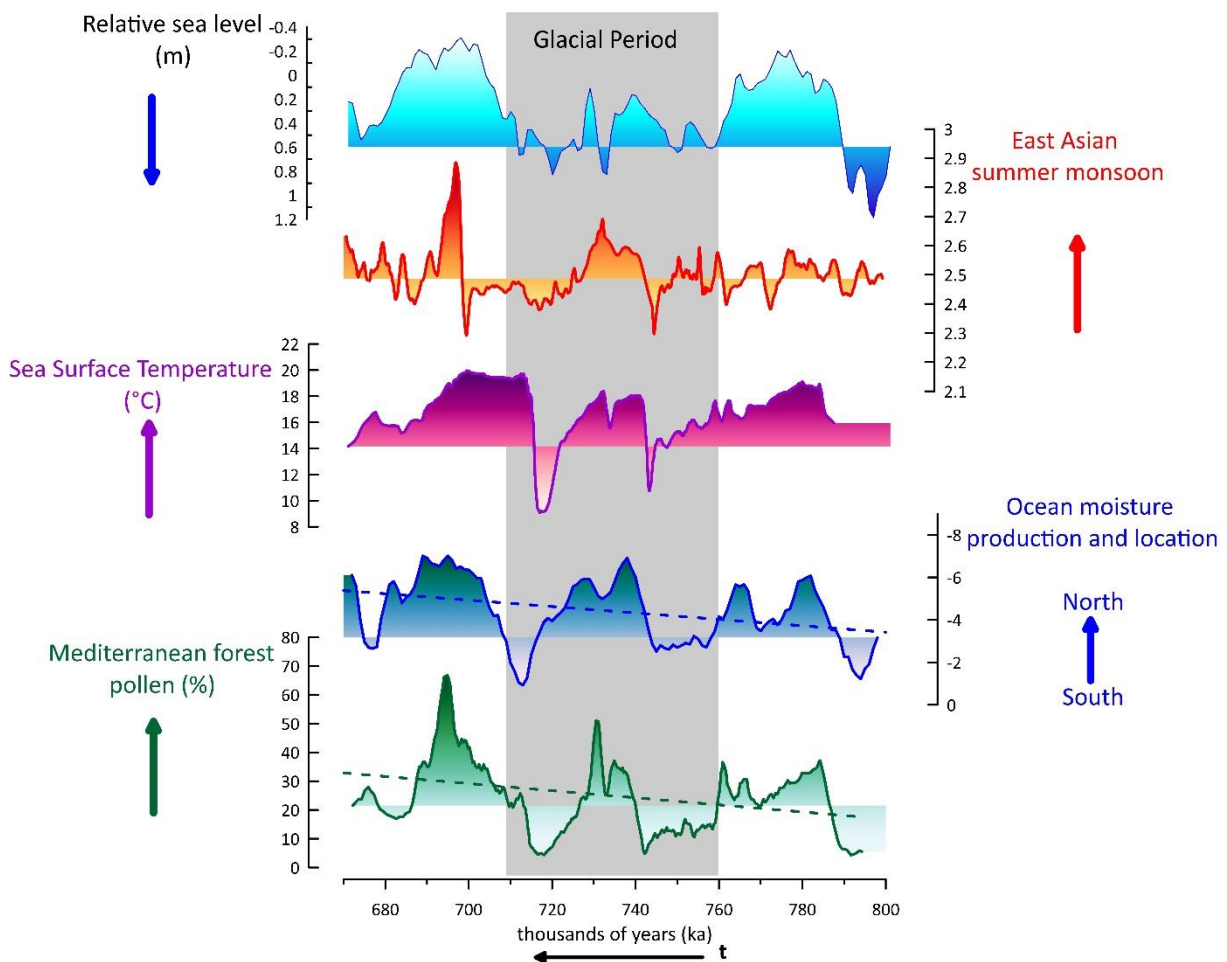 Relative sea level
(m)
-0.4
-0.2
0
0.2
0.4
0.6
0.8
1
1.2
Glacial Period
3
2.9
2.8
2.7
2.6
2.5
2.4
2.3
2.2
2.1
East Asian
summer monsoon
Sea Surface Temperature
(°C)
22
20
18
16
14
12
10
8
Ocean moisture
production and location
North
South
-8
-6
-4
-2
0
Mediterranean forest
pollen (%)
80
70
60
50
40
30
20
10
0
680 700 720 740 760 780 800
thousands of years (ka)
t